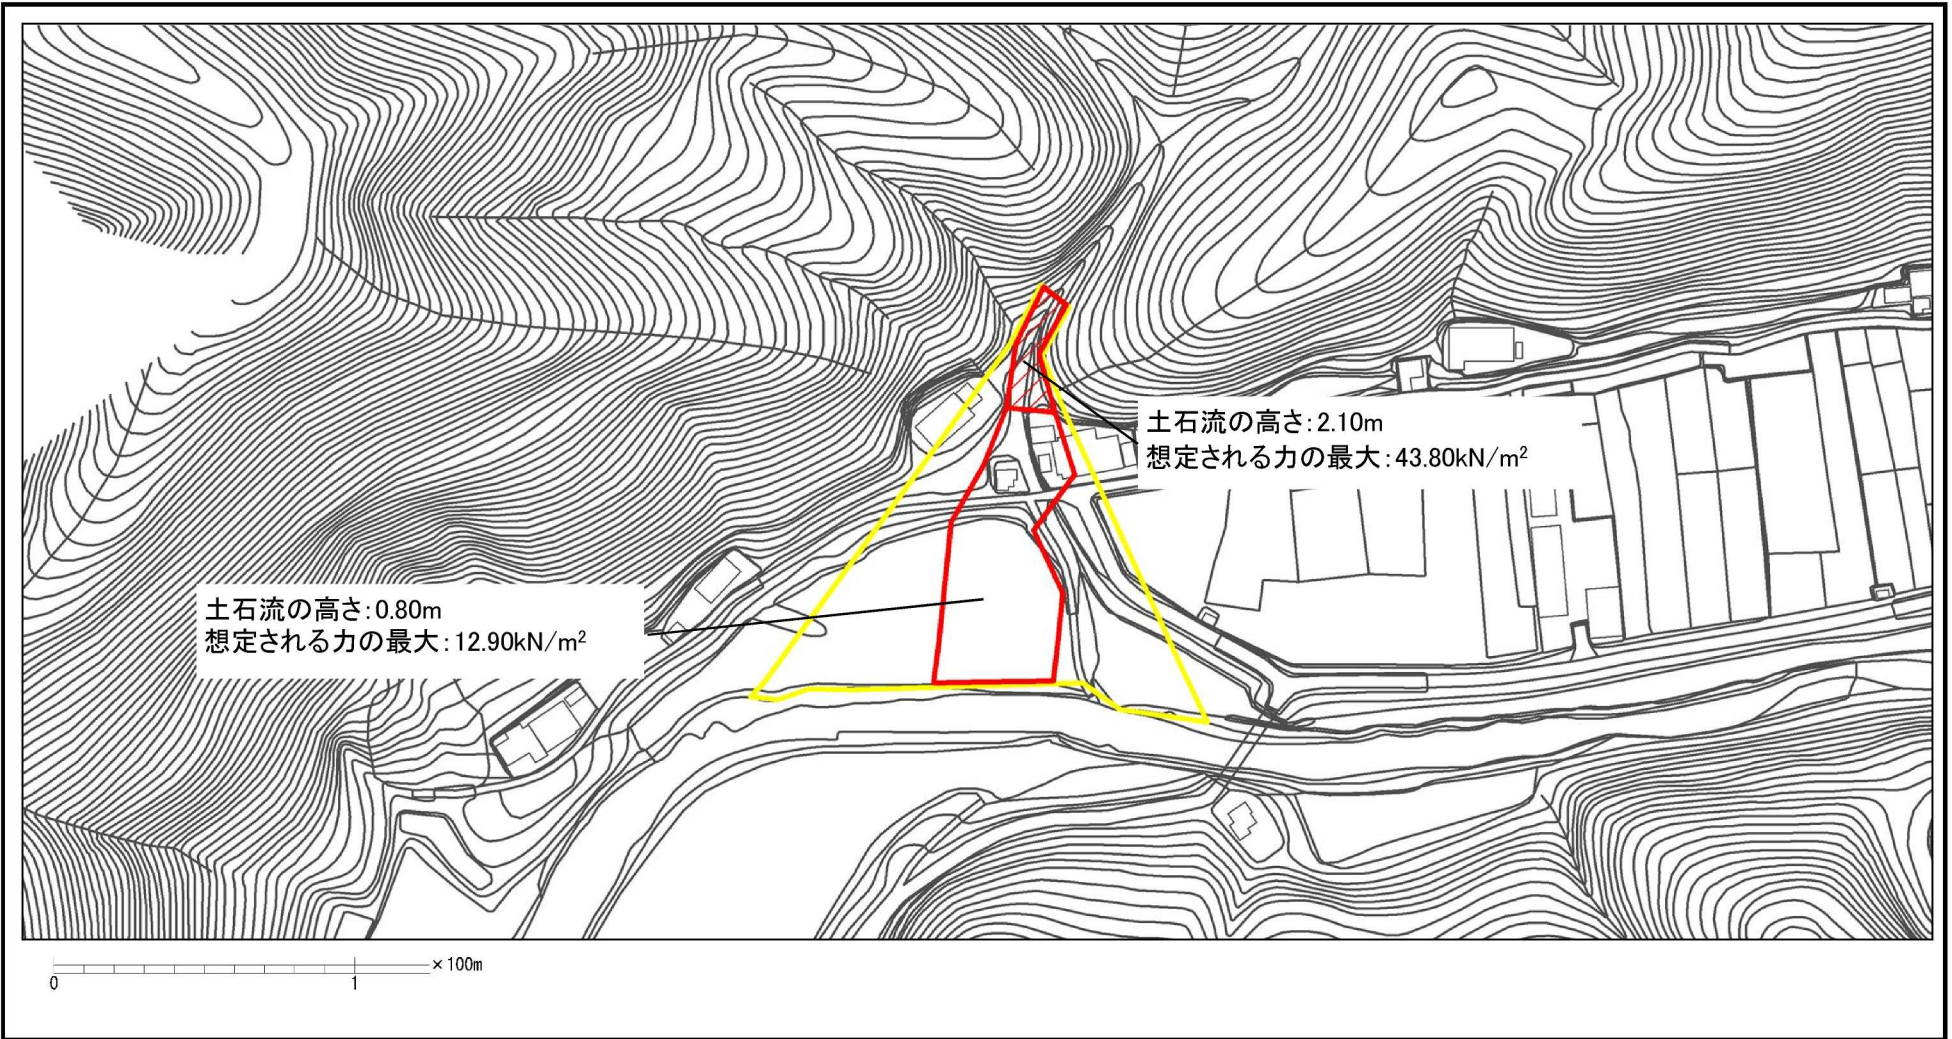 土石流の高さ:2.10m
想定される力の最大:43.80kN/m²
土石流の高さ:0.80m
想定される力の最大:12.90kN/m²
×100m
0 1